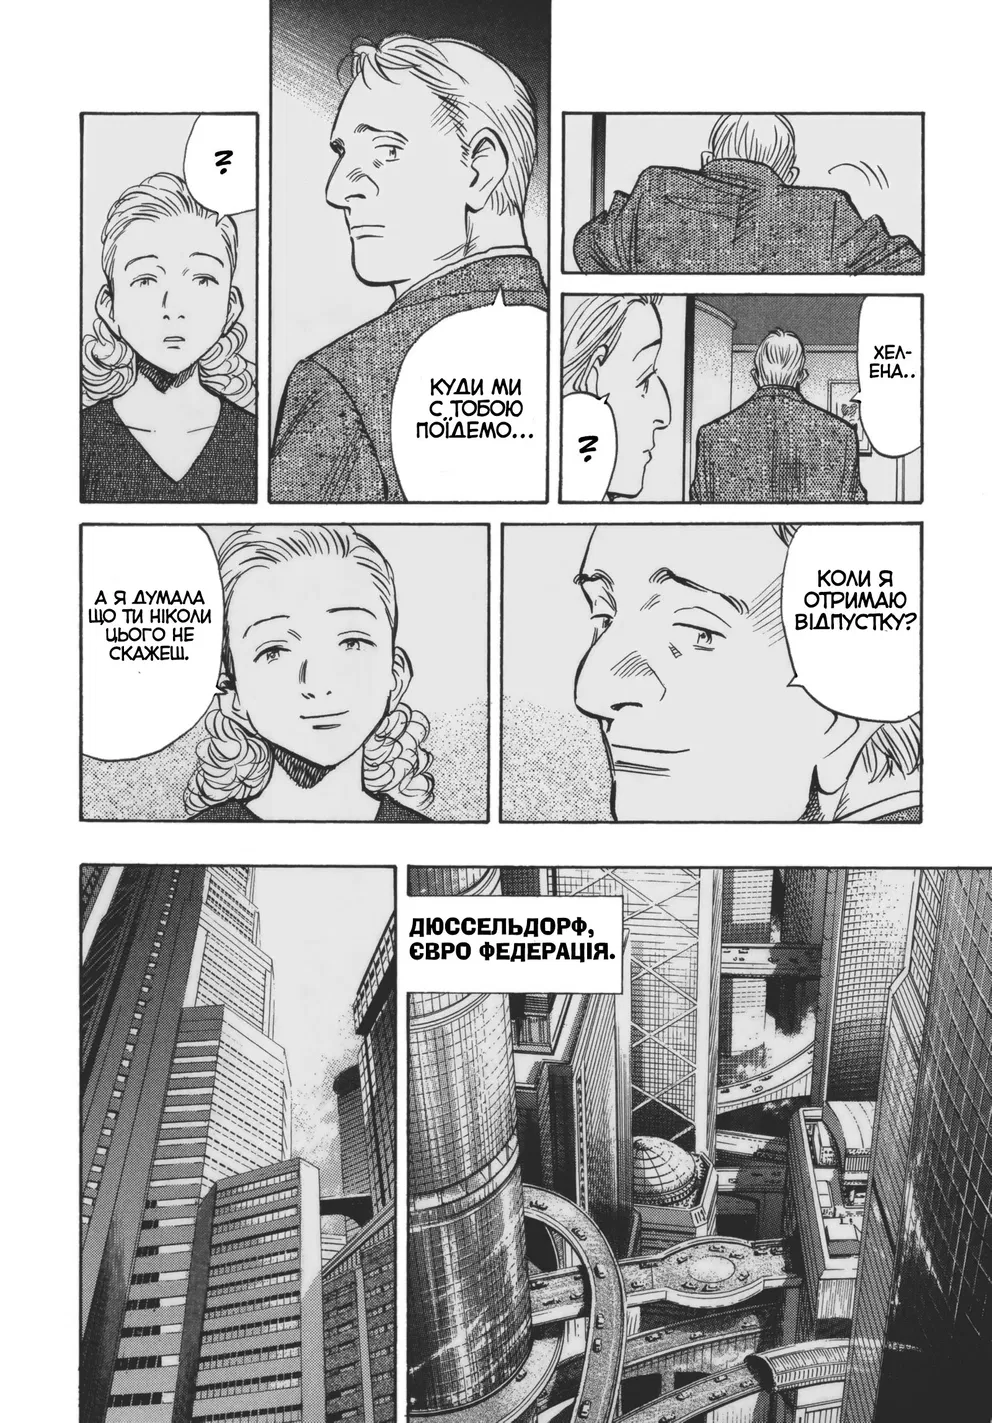 ХЕЛ-
ЕНА..
?
КУДИ МИ
С ТОБОЮ
ПОЇДЕМО...
?
КОЛИ Я
ОТРИМАЮ
ВІДПУСТКУ?
А Я ДУМАЛА
ЩО ТИ НІКОЛИ
ЦЬОГО НЕ
СКАЖЕШ.
ДЮССЕЛЬДОРФ,
ЄВРО ФЕДЕРАЦІЯ.